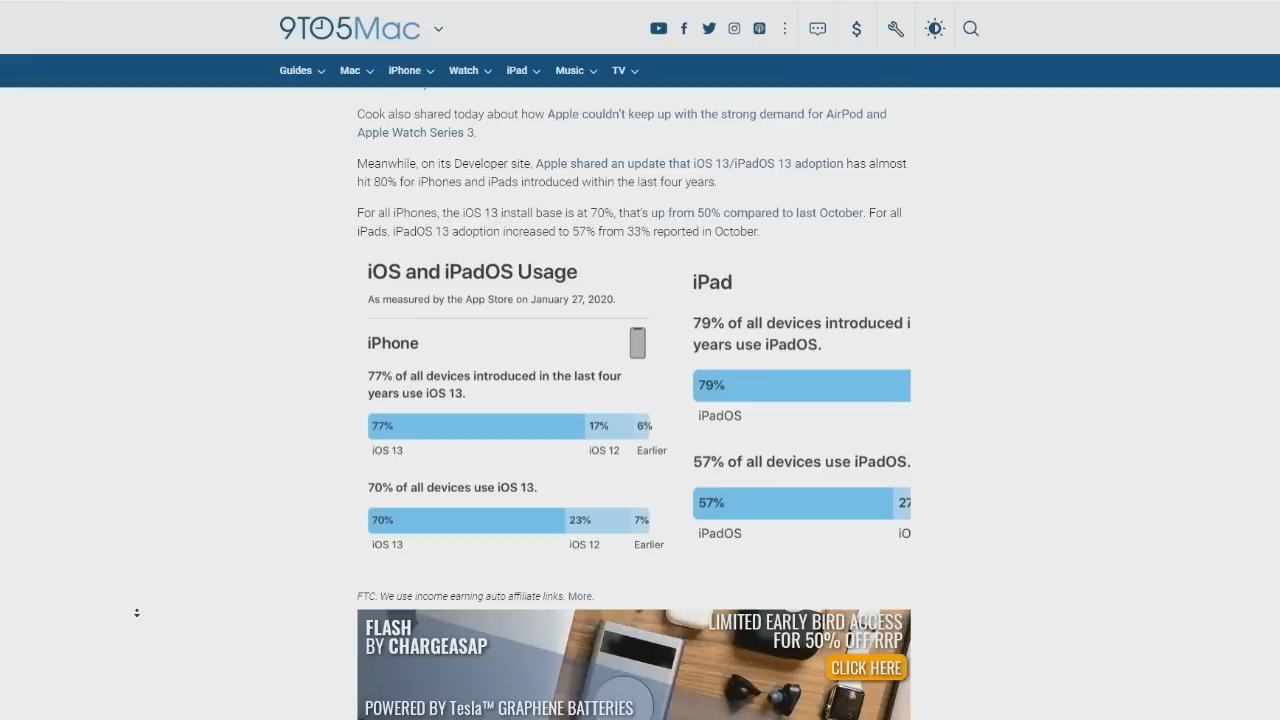 9TO5Mac
Guides Mac iPhone Watch iPad Music TV
Cook also shared today about how Apple couldn't keep up with the strong demand for AirPod and
Apple Watch Series 3.
Meanwhile, on its Developer site, Apple shared an update that iOS 13/iPadOS 13 adoption has almost
hit 80% for iPhones and iPads introduced within the last four years.
For all iPhones, the iOS 13 install base is at 70%, that's up from 50% compared to last October. For all
iPads, iPadOS 13 adoption increased to 57% from 33% reported in October.
iOS and iPadOS Usage
As measured by the App Store on January 27, 2020.
iPhone
77% of all devices introduced in the last four
years use iOS 13.
77% 17% 6%
iOS 13 iOS 12 Earlier
70% of all devices use iOS 13.
70% 23% 7%
iOS 13 iOS 12 Earlier
iPad
79% of all devices introduced i
years use iPadOS.
79%
iPadOS
57% of all devices use iPadOS.
57% 27
iPadOS iO
FTC: We use income earning auto affiliate links. More.
FLASH
BY CHARGEASAP
LIMITED EARLY BIRD ACCESS
FOR 50% OFF RRP
CLICK HERE
POWERED BY Tesla™ GRAPHENE BATTERIES